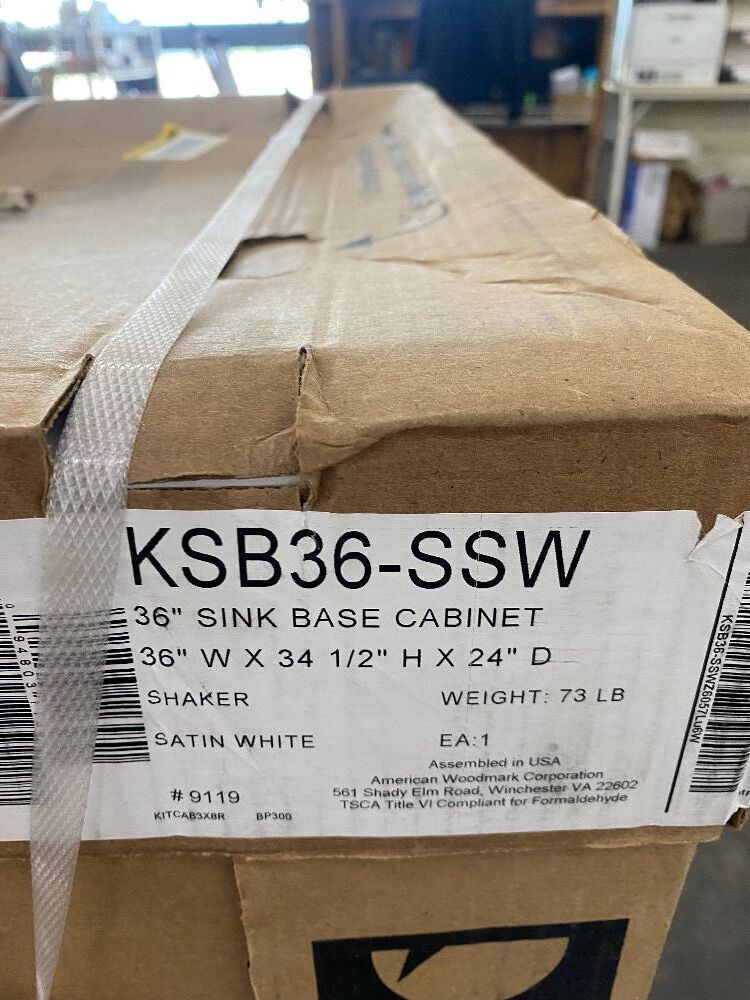 KSB36-SSW
36" SINK BASE CABINET
36" W X 34 1/2" H X 24" D
SHAKER
WEIGHT: 73 LB
SATIN WHITE
EA:1
Assembled in USA
American Woodmark Corporation
561 Shady Elm Road, Winchester VA 22602
TSCA Title VI Compliant for Formaldehyde
#9119
KITCAB3XBR BP300